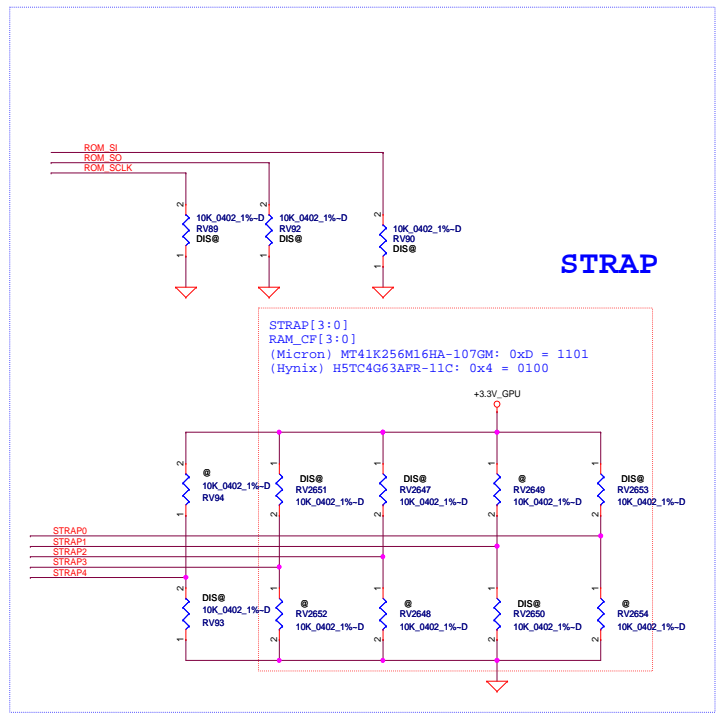 ROM_SI
ROM_SO
ROM_SCLK
2
2
2
10K_0402_1%~D
RV89
DIS@
10K_0402_1%~D
RV92
DIS@
10K_0402_1%~D
RV90
DIS@
1
1
1
STRAP
STRAP[3:0]
RAM_CF[3:0]
(Micron) MT41K256M16HA-107GM: 0xD = 1101
(Hynix) H5TC4G63AFR-11C: 0x4 = 0100
+3.3V_GPU
2
1
1
1
1
@
10K_0402_1%~D
RV94
DIS@
RV2651
10K_0402_1%~D
DIS@
RV2647
10K_0402_1%~D
@
RV2649
10K_0402_1%~D
DIS@
RV2653
10K_0402_1%~D
1
2
2
2
2
STRAP0
STRAP1
STRAP2
STRAP3
STRAP4
2
1
1
1
1
DIS@
10K_0402_1%~D
RV93
@
RV2652
10K_0402_1%~D
@
RV2648
10K_0402_1%~D
DIS@
RV2650
10K_0402_1%~D
@
RV2654
10K_0402_1%~D
1
2
2
2
2